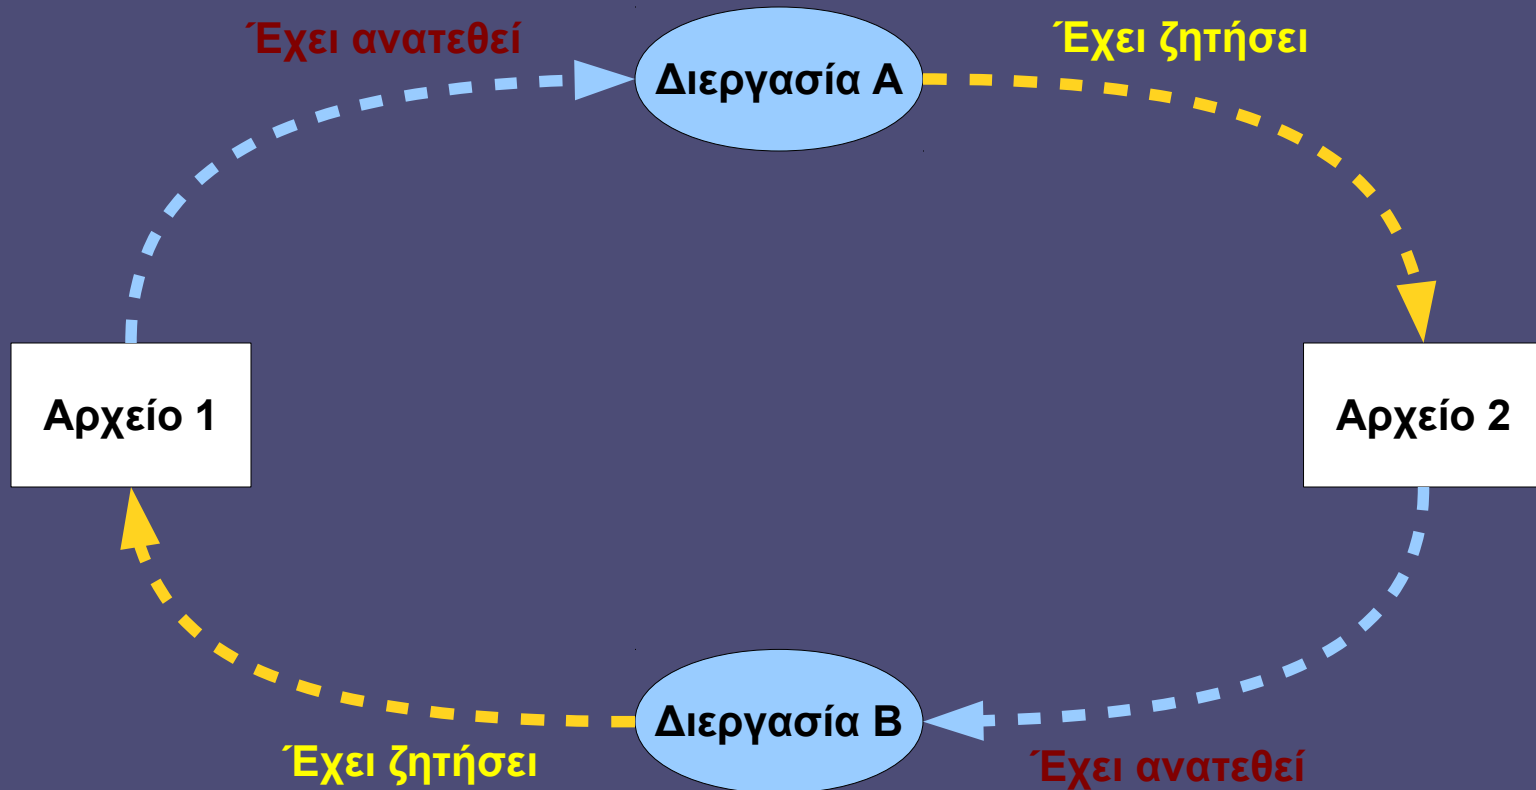 Έχει ανατεθεί
Έχει ζητήσει
Διεργασία Α
Αρχείο 1
Αρχείο 2
Διεργασία Β
Έχει ζητήσει
Έχει ανατεθεί